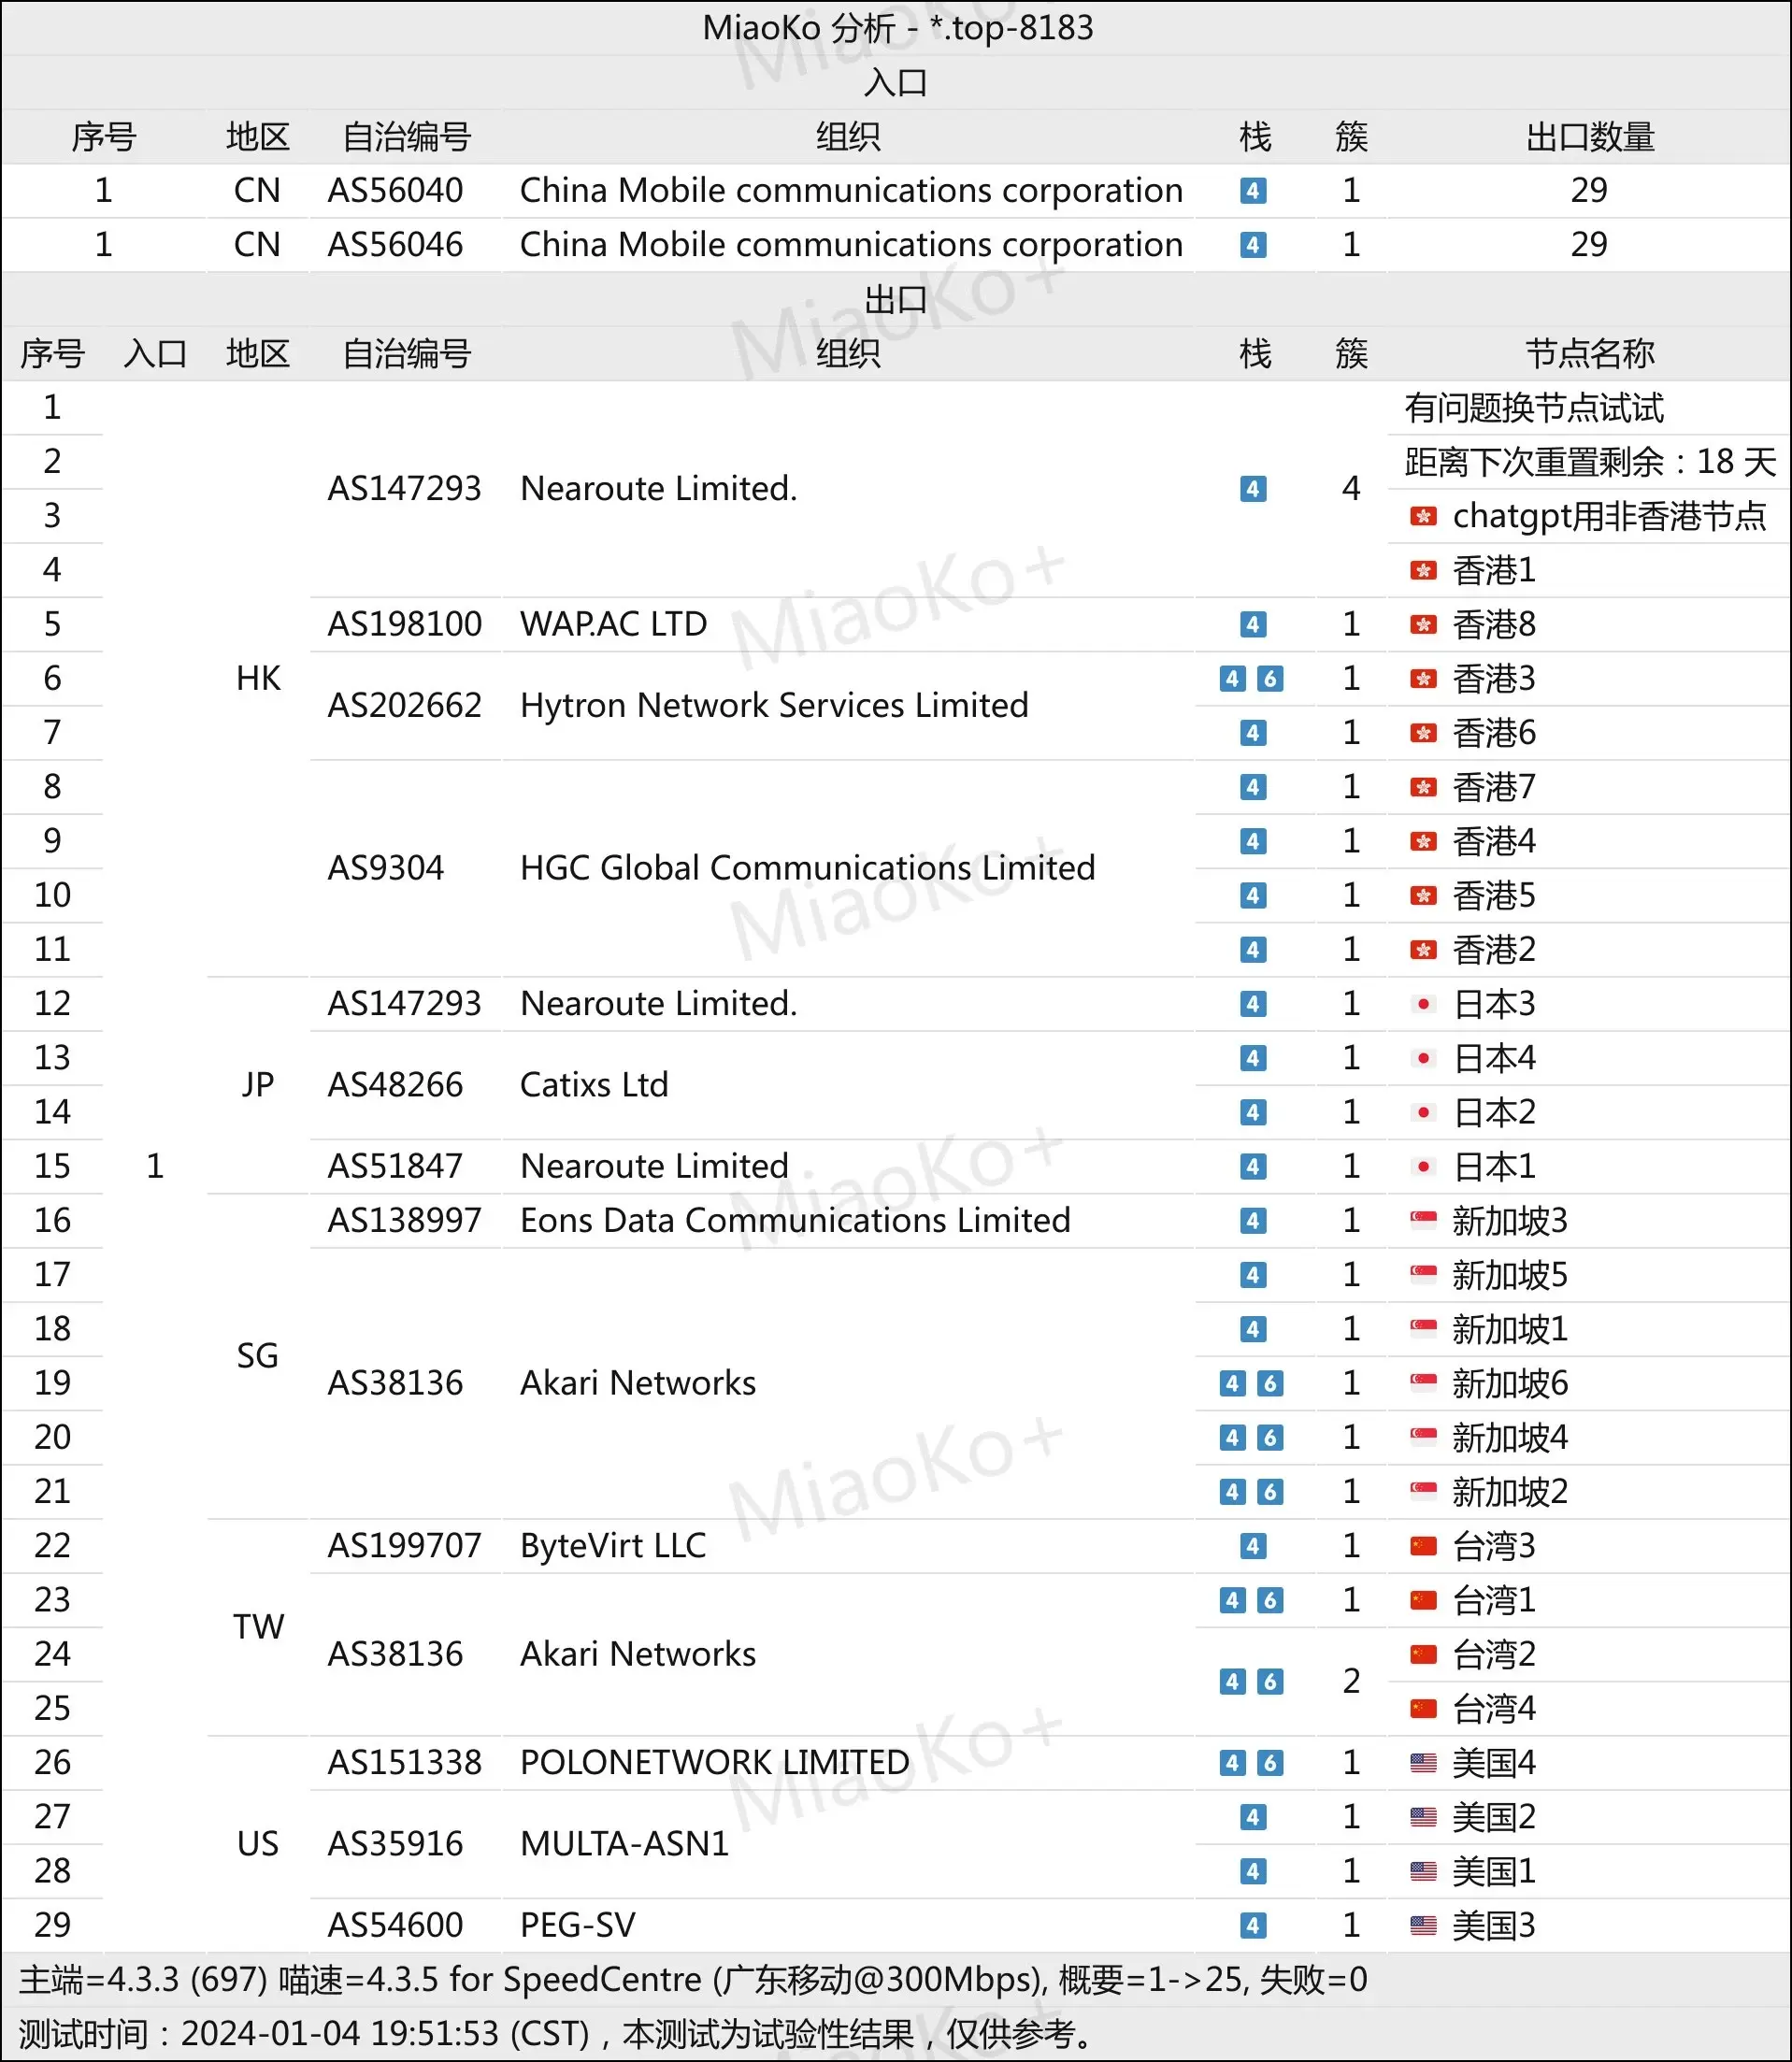 MiaoKo 分析 - *.top-8183
入口
序号 地区 自治编号 组织 栈 簇 出口数量
1 CN AS56040 China Mobile communications corporation 4 1 29
1 CN AS56046 China Mobile communications corporation 4 1 29
出口
序号 入口 地区 自治编号 组织 栈 簇 节点名称
1 有问题换节点试试
2 距离下次重置剩余：18 天
AS147293 Nearoute Limited. 4 4
3 chatgpt用非香港节点
4 香港1
5 AS198100 WAP.AC LTD 4 1 香港8
6 HK 4 6 1 香港3
AS202662 Hytron Network Services Limited
7 4 1 香港6
8 4 1 香港7
9 4 1 香港4
AS9304 HGC Global Communications Limited
10 4 1 香港5
11 4 1 香港2
12 AS147293 Nearoute Limited. 4 1 日本3
13 4 1 日本4
JP AS48266 Catixs Ltd
14 4 1 日本2
15 1 AS51847 Nearoute Limited 4 1 日本1
16 AS138997 Eons Data Communications Limited 4 1 新加坡3
17 4 1 新加坡5
18 4 1 新加坡1
SG
19 AS38136 Akari Networks 4 6 1 新加坡6
20 4 6 1 新加坡4
21 4 6 1 新加坡2
22 AS199707 ByteVirt LLC 4 1 台湾3
23 4 6 1 台湾1
TW
24 AS38136 Akari Networks 台湾2
4 6 2
25 台湾4
26 AS151338 POLONETWORK LIMITED 4 6 1 美国4
27 4 1 美国2
US AS35916 MULTA-ASN1
28 4 1 美国1
29 AS54600 PEG-SV 4 1 美国3
主端=4.3.3 (697) 喵速=4.3.5 for SpeedCentre (广东移动@300Mbps), 概要=1->25, 失败=0
测试时间：2024-01-04 19:51:53 (CST)，本测试为试验性结果，仅供参考。
MiaoKo+
MiaoKo+
MiaoKo+
MiaoKo+
MiaoKo+
MiaoKo+
MiaoKo+
MiaoKo+